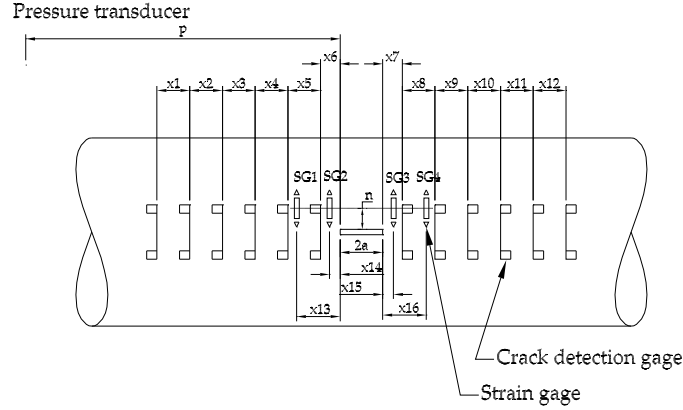 Pressure transducer
p
x6 x7
x1 x2 x3 x4 x5 x8 x9 x10 x11 x12
SG1 SG2 SG3 SG4
n
2a
x14
x15
x13 x16
Crack detection gage
Strain gage